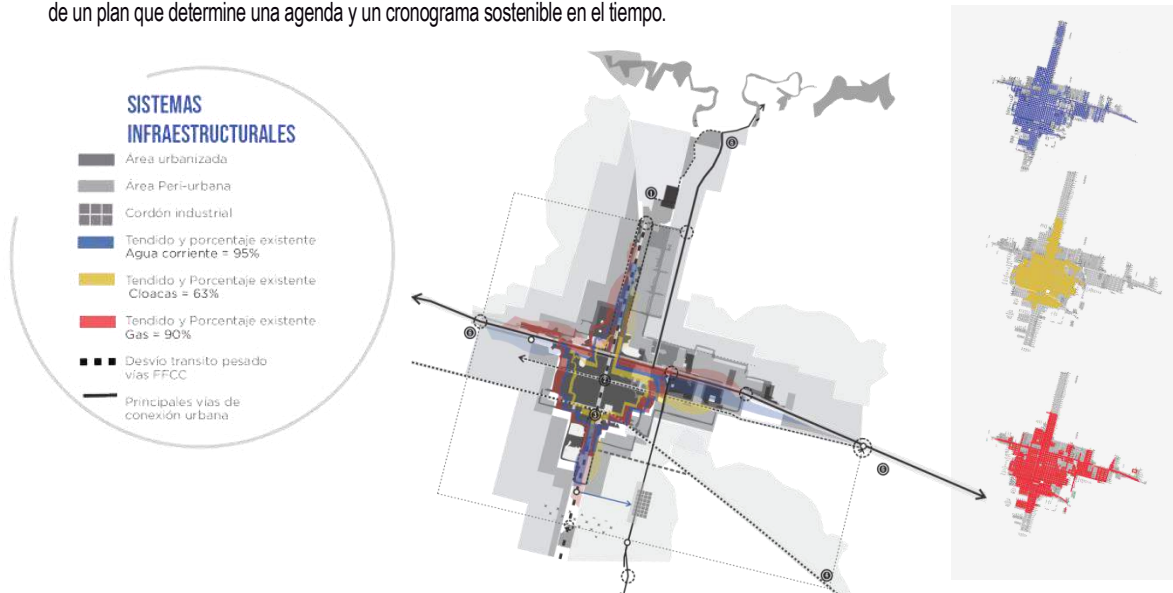 de un plan que determine una agenda y un cronograma sostenible en el tiempo.
SISTEMAS
INFRAESTRUCTURALES
Área urbanizada
Área Peri-urbana
Cordón industrial
Tendido y porcentaje existente
Agua corriente = 95%
Tendido y Porcentaje existente
Cloacas = 63%
Tendido y Porcentaje existente
Gas = 90%
Desvio transito pesado
vías FFCC
Principales vías de
conexión urbana